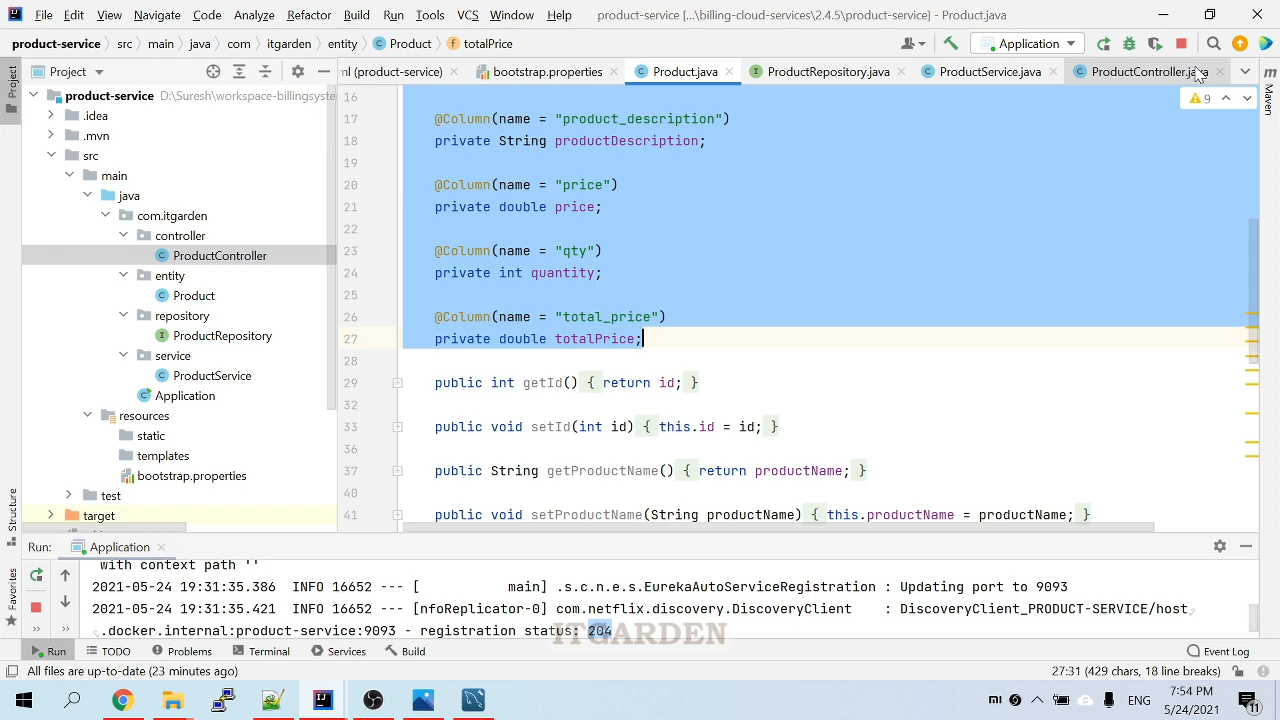 File Edit View Navigate Code Analyze Refactor Build Run Tools VCS Window Help product-service [...\billing-cloud-services\2.4.5\product-service] - Product.java
product-service src main java com itgarden entity Product totalPrice Application
Project ml (product-service) bootstrap.properties Product.java ProductRepository.java ProductService.java ProductController.java
Project
Maven
Structure
Favorites
product-service D:\Suresh\workspace-billingsyste
.idea
.mvn
src
main
java
com.itgarden
controller
ProductController
entity
Product
repository
ProductRepository
service
ProductService
Application
resources
static
templates
bootstrap.properties
test
target
9
16
17 @Column(name = "product_description")
18 private String productDescription;
19
20 @Column(name = "price")
21 private double price;
22
23 @Column(name = "qty")
24 private int quantity;
25
26 @Column(name = "total_price")
27 private double totalPrice;
28
29 public int getId() { return id; }
32
33 public void setId(int id) { this.id = id; }
36
37 public String getProductName() { return productName; }
40
41 public void setProductName(String productName) { this.productName = productName; }
Run: Application
with context path ''
2021-05-24 19:31:35.386 INFO 16652 --- [ main] .s.c.n.e.s.EurekaAutoServiceRegistration : Updating port to 9093
2021-05-24 19:31:35.421 INFO 16652 --- [nfoReplicator-0] com.netflix.discovery.DiscoveryClient : DiscoveryClient_PRODUCT-SERVICE/host
.docker.internal:product-service:9093 - registration status: 204
ITGARDEN
Run TODO Problems Terminal Services Build Event Log
All files are up-to-date (23 minutes ago) 27:31 (429 chars, 18 line breaks)
ENG 7:54 PM
5/24/2021 11